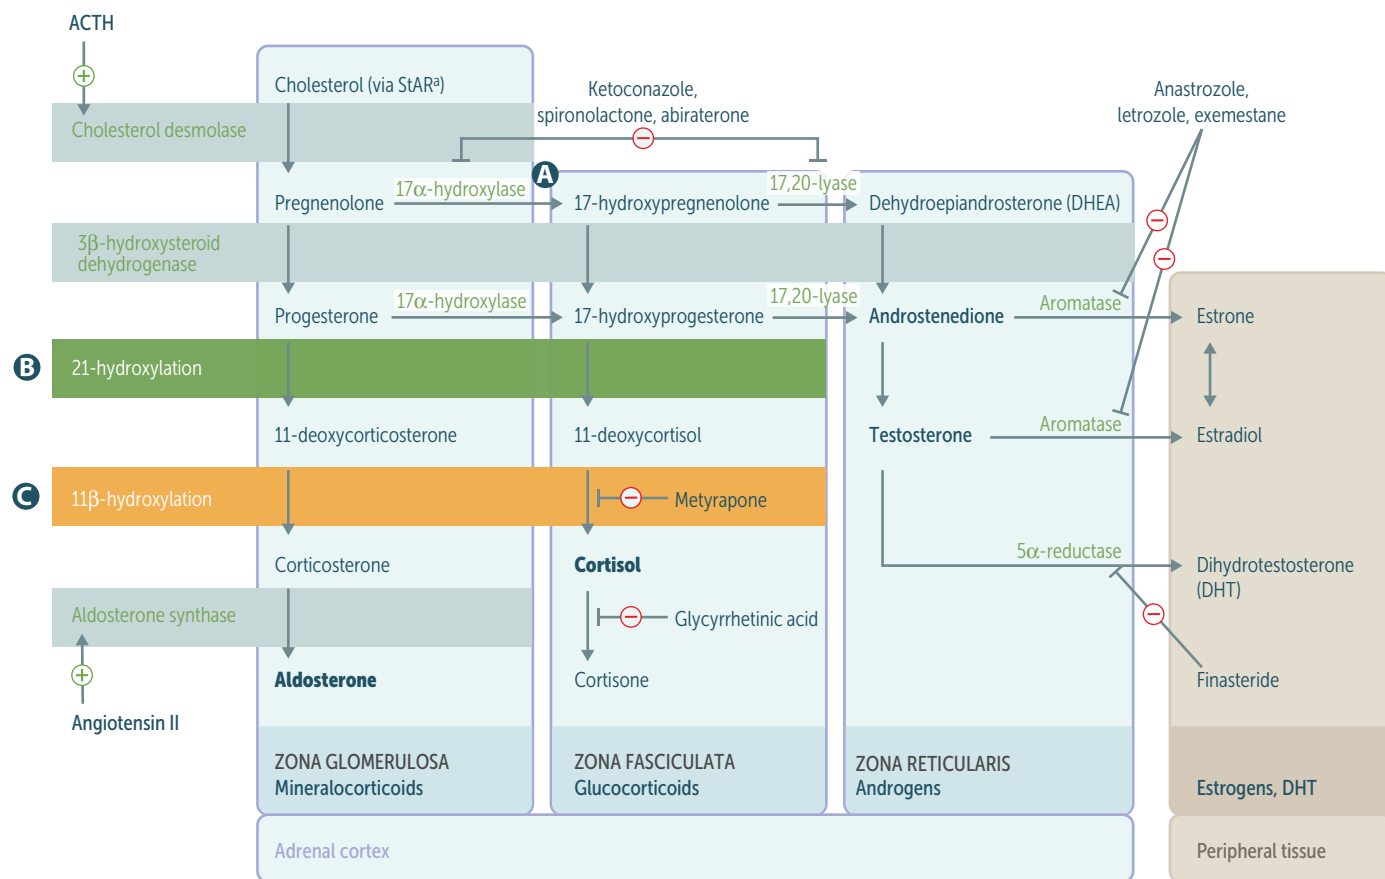 ACTH
Cholesterol (via StARᵃ)
Ketoconazole,
spironolactone, abiraterone
Anastrozole,
letrozole, exemestane
Cholesterol desmolase
A
Pregnenolone
17α-hydroxylase
17-hydroxypregnenolone
17,20-lyase
Dehydroepiandrosterone (DHEA)
3β-hydroxysteroid
dehydrogenase
Progesterone
17α-hydroxylase
17-hydroxyprogesterone
17,20-lyase
Androstenedione
Aromatase
Estrone
B
21-hydroxylation
11-deoxycorticosterone
11-deoxycortisol
Testosterone
Aromatase
Estradiol
C
11β-hydroxylation
Metyrapone
Corticosterone
Cortisol
5α-reductase
Dihydrotestosterone
(DHT)
Aldosterone synthase
Glycyrrhetinic acid
Aldosterone
Cortisone
Finasteride
Angiotensin II
ZONA GLOMERULOSA
Mineralocorticoids
ZONA FASCICULATA
Glucocorticoids
ZONA RETICULARIS
Androgens
Estrogens, DHT
Adrenal cortex
Peripheral tissue